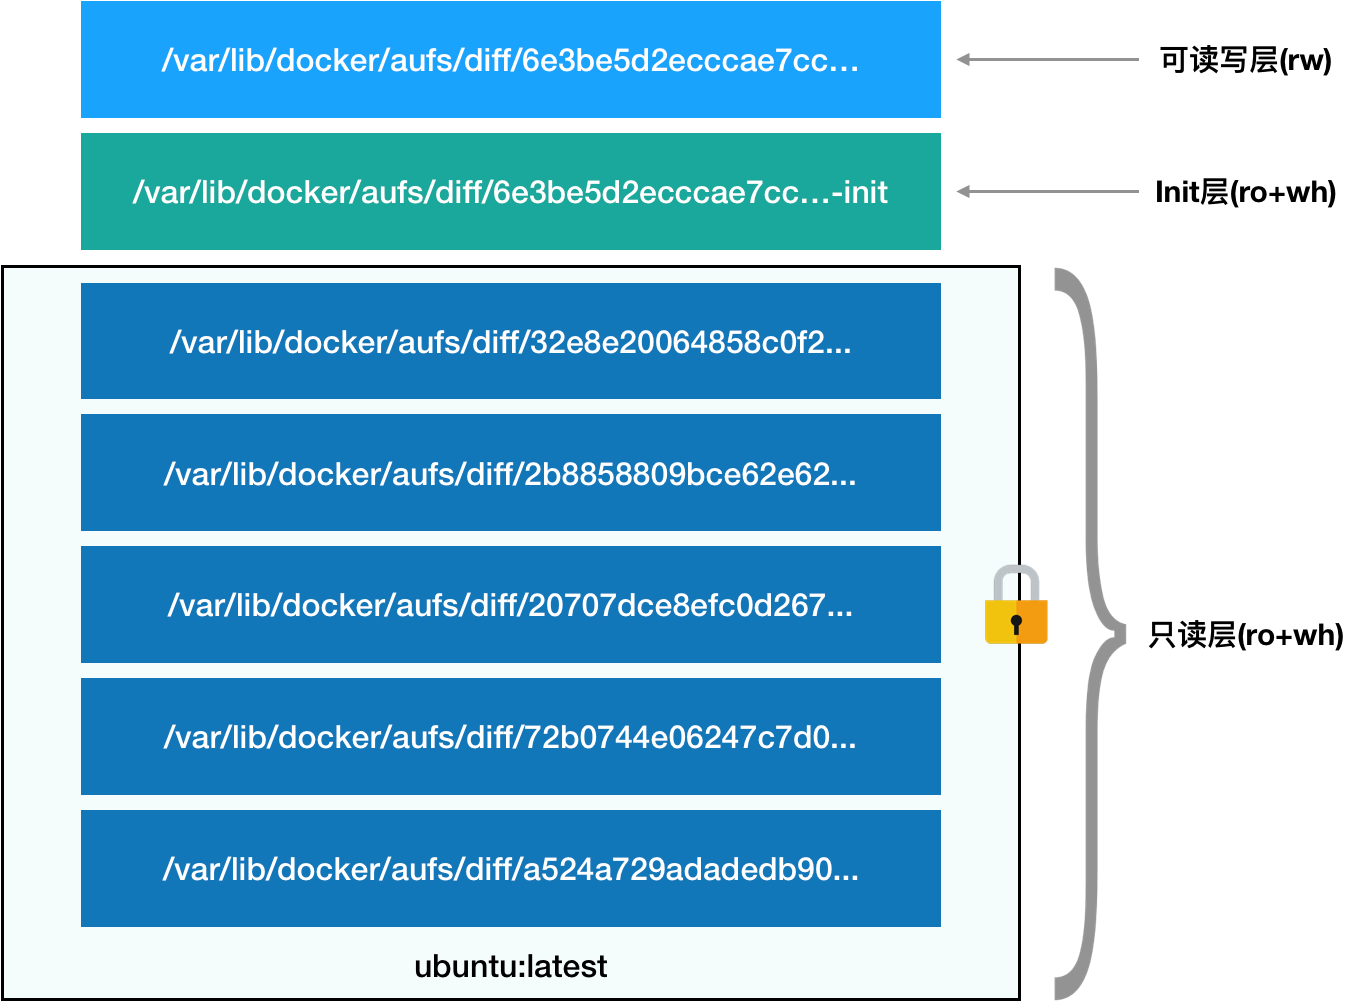 /var/lib/docker/aufs/diff/6e3be5d2ecccae7cc...
可读写层(rw)
/var/lib/docker/aufs/diff/6e3be5d2ecccae7cc...-init
Init层(ro+wh)
/var/lib/docker/aufs/diff/32e8e20064858c0f2...
/var/lib/docker/aufs/diff/2b8858809bce62e62...
/var/lib/docker/aufs/diff/20707dce8efc0d267...
只读层(ro+wh)
/var/lib/docker/aufs/diff/72b0744e06247c7d0...
/var/lib/docker/aufs/diff/a524a729adadedb90...
ubuntu:latest